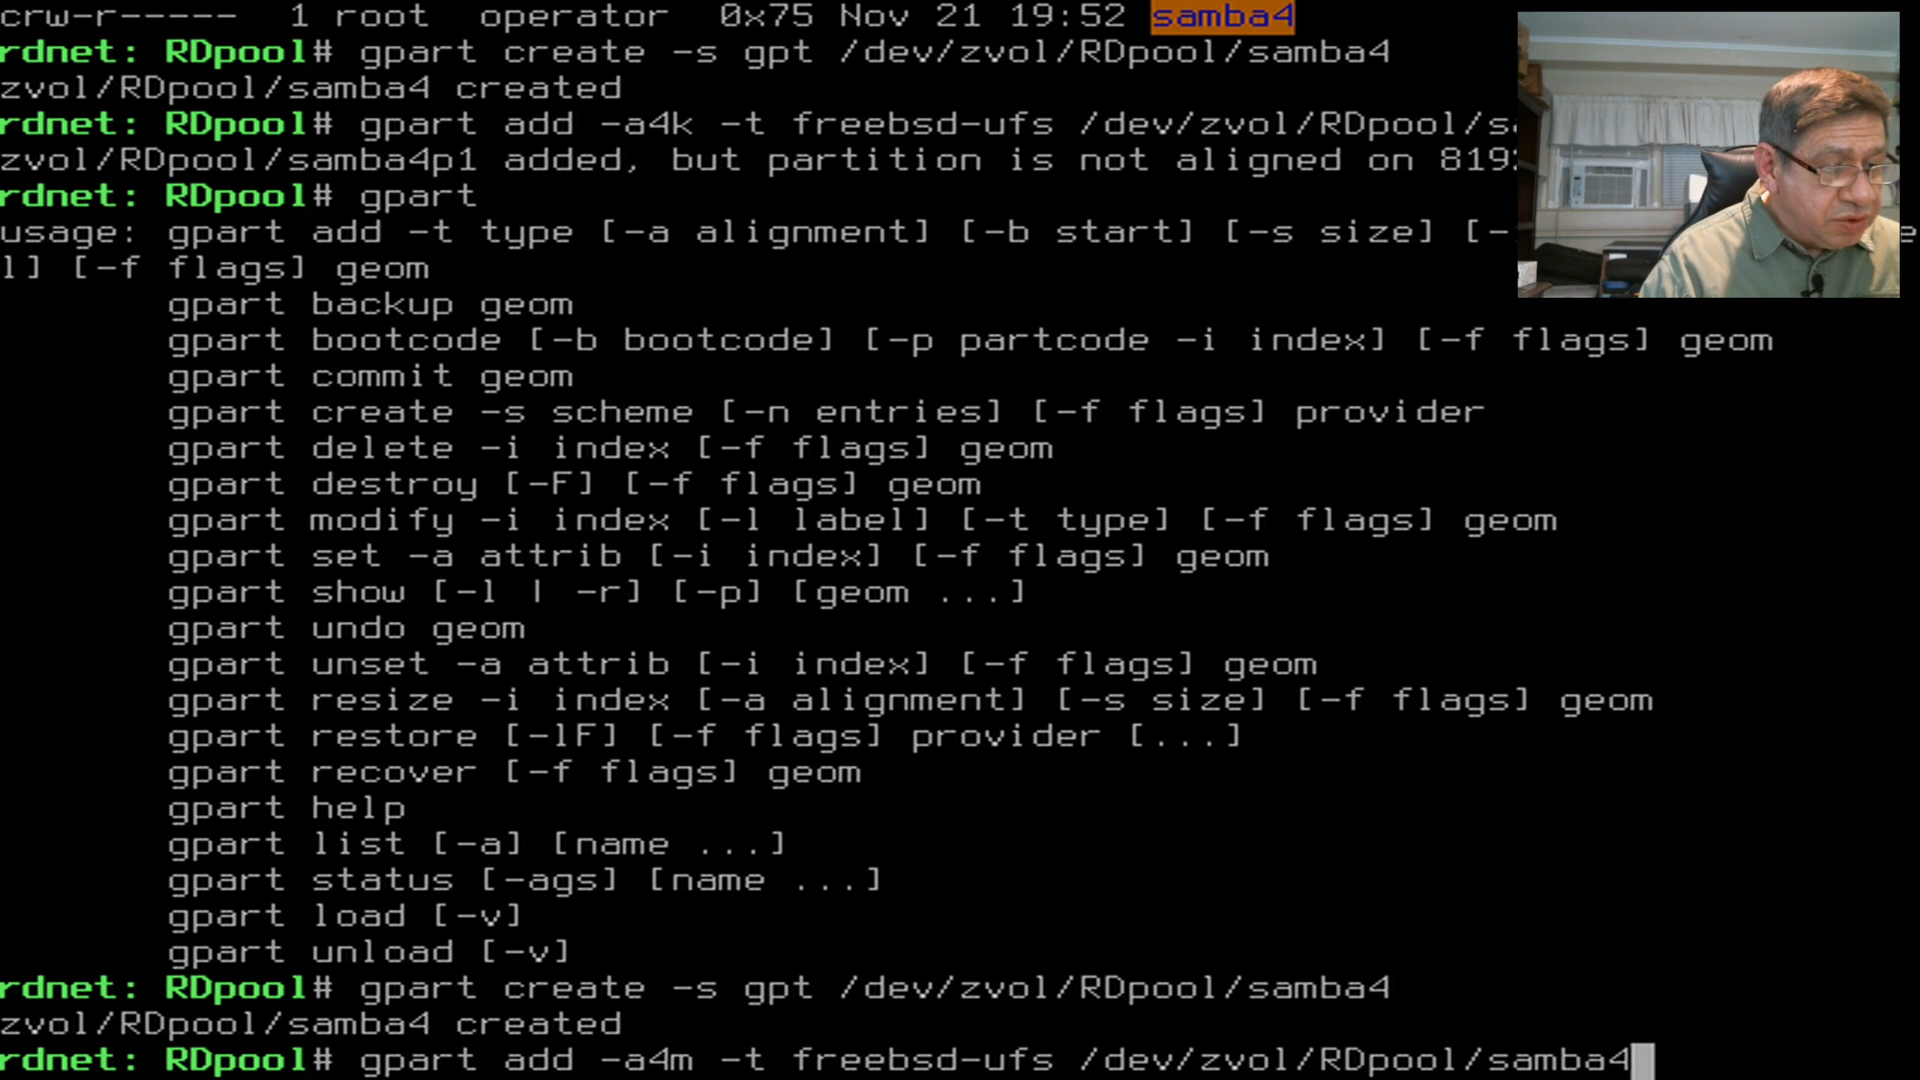 crw-r----- 1 root operator 0x75 Nov 21 19:52 samba4
rdnet: RDpool# gpart create -s gpt /dev/zvol/RDpool/samba4
zvol/RDpool/samba4 created
rdnet: RDpool# gpart add -a4k -t freebsd-ufs /dev/zvol/RDpool/s
zvol/RDpool/samba4p1 added, but partition is not aligned on 819
rdnet: RDpool# gpart
usage: gpart add -t type [-a alignment] [-b start] [-s size] [- e
l] [-f flags] geom
gpart backup geom
gpart bootcode [-b bootcode] [-p partcode -i index] [-f flags] geom
gpart commit geom
gpart create -s scheme [-n entries] [-f flags] provider
gpart delete -i index [-f flags] geom
gpart destroy [-F] [-f flags] geom
gpart modify -i index [-l label] [-t type] [-f flags] geom
gpart set -a attrib [-i index] [-f flags] geom
gpart show [-l | -r] [-p] [geom ...]
gpart undo geom
gpart unset -a attrib [-i index] [-f flags] geom
gpart resize -i index [-a alignment] [-s size] [-f flags] geom
gpart restore [-lF] [-f flags] provider [...]
gpart recover [-f flags] geom
gpart help
gpart list [-a] [name ...]
gpart status [-ags] [name ...]
gpart load [-v]
gpart unload [-v]
rdnet: RDpool# gpart create -s gpt /dev/zvol/RDpool/samba4
zvol/RDpool/samba4 created
rdnet: RDpool# gpart add -a4m -t freebsd-ufs /dev/zvol/RDpool/samba4